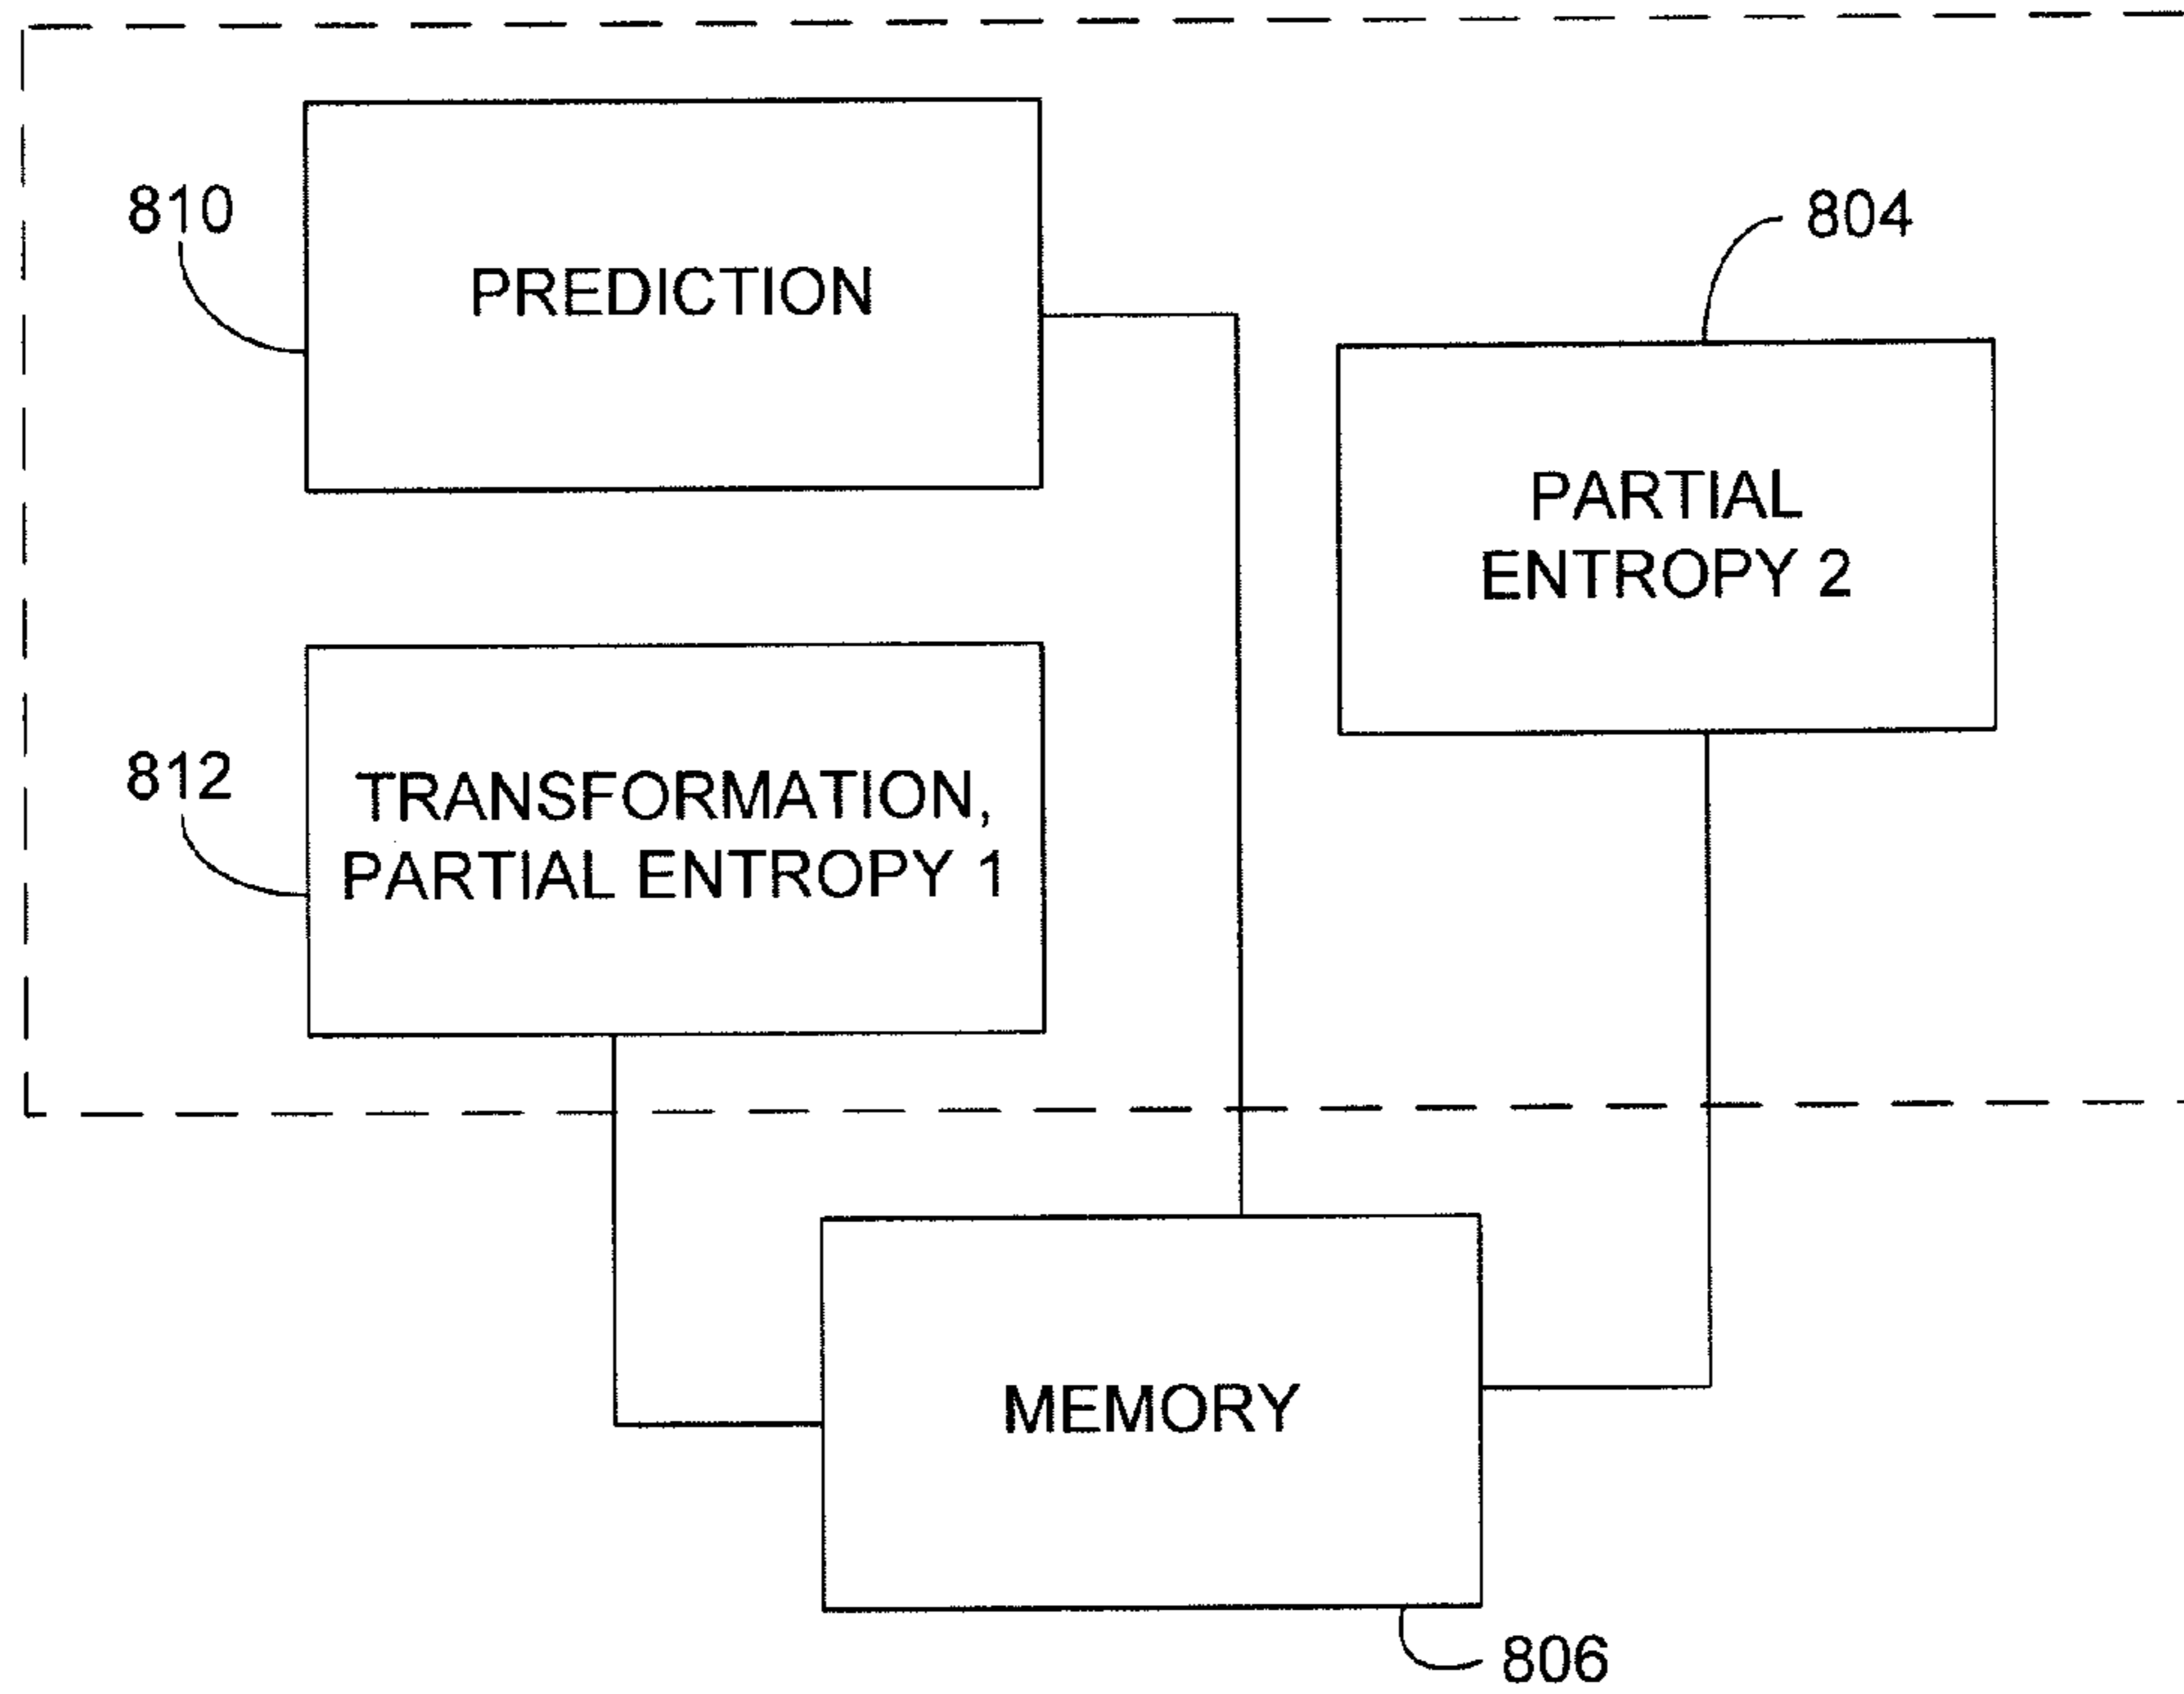 810
PREDICTION
804
PARTIAL
ENTROPY 2
812
TRANSFORMATION,
PARTIAL ENTROPY 1
MEMORY
806